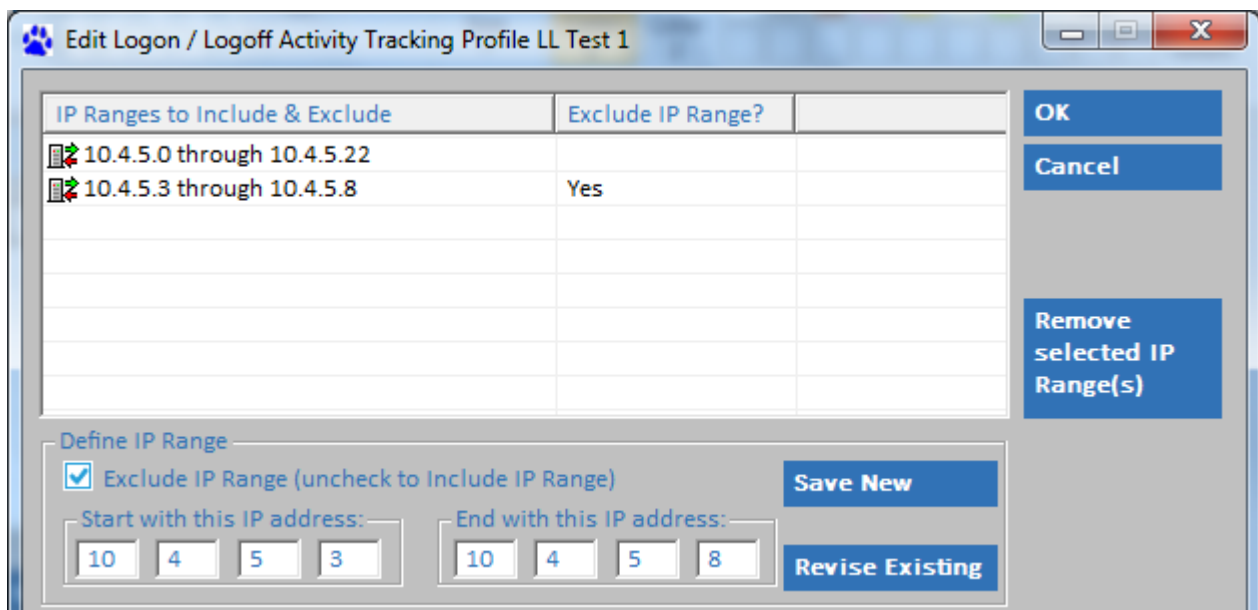 Edit Logon / Logoff Activity Tracking Profile LL Test 1
IP Ranges to Include & Exclude Exclude IP Range?
10.4.5.0 through 10.4.5.22
10.4.5.3 through 10.4.5.8 Yes
OK
Cancel
Remove
selected IP
Range(s)
Define IP Range
Exclude IP Range (uncheck to Include IP Range)
Save New
Start with this IP address: End with this IP address:
10 4 5 3 10 4 5 8
Revise Existing